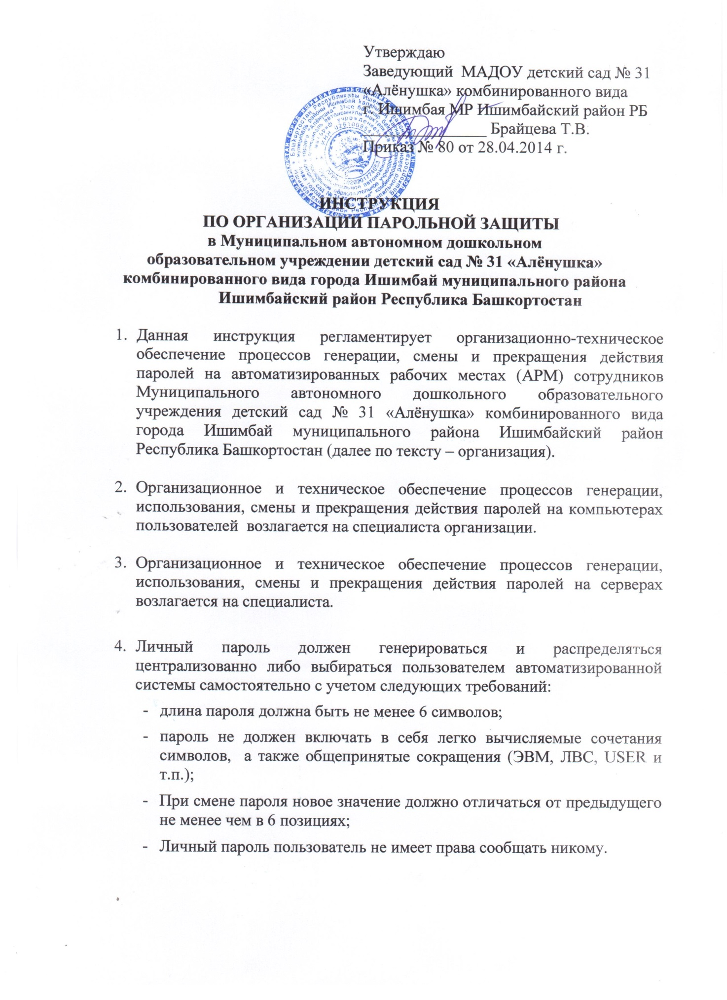 Утверждаю
Заведующий МАДОУ детский сад № 31
«Алёнушка» комбинированного вида
г. Ишимбая МР Ишимбайский район РБ
_______________ Брайцева Т.В.
Приказ № 80 от 28.04.2014 г.
ИНСТРУКЦИЯ
ПО ОРГАНИЗАЦИИ ПАРОЛЬНОЙ ЗАЩИТЫ
в Муниципальном автономном дошкольном
образовательном учреждении детский сад № 31 «Алёнушка»
комбинированного вида города Ишимбай муниципального района
Ишимбайский район Республика Башкортостан
1. Данная инструкция регламентирует организационно-техническое
обеспечение процессов генерации, смены и прекращения действия
паролей на автоматизированных рабочих местах (АРМ) сотрудников
Муниципального автономного дошкольного образовательного
учреждения детский сад № 31 «Алёнушка» комбинированного вида
города Ишимбай муниципального района Ишимбайский район
Республика Башкортостан (далее по тексту – организация).
2. Организационное и техническое обеспечение процессов генерации,
использования, смены и прекращения действия паролей на компьютерах
пользователей возлагается на специалиста организации.
3. Организационное и техническое обеспечение процессов генерации,
использования, смены и прекращения действия паролей на серверах
возлагается на специалиста.
4. Личный пароль должен генерироваться и распределяться
централизованно либо выбираться пользователем автоматизированной
системы самостоятельно с учетом следующих требований:
- длина пароля должна быть не менее 6 символов;
- пароль не должен включать в себя легко вычисляемые сочетания
символов, а также общепринятые сокращения (ЭВМ, ЛВС, USER и
т.п.);
- При смене пароля новое значение должно отличаться от предыдущего
не менее чем в 6 позициях;
- Личный пароль пользователь не имеет права сообщать никому.